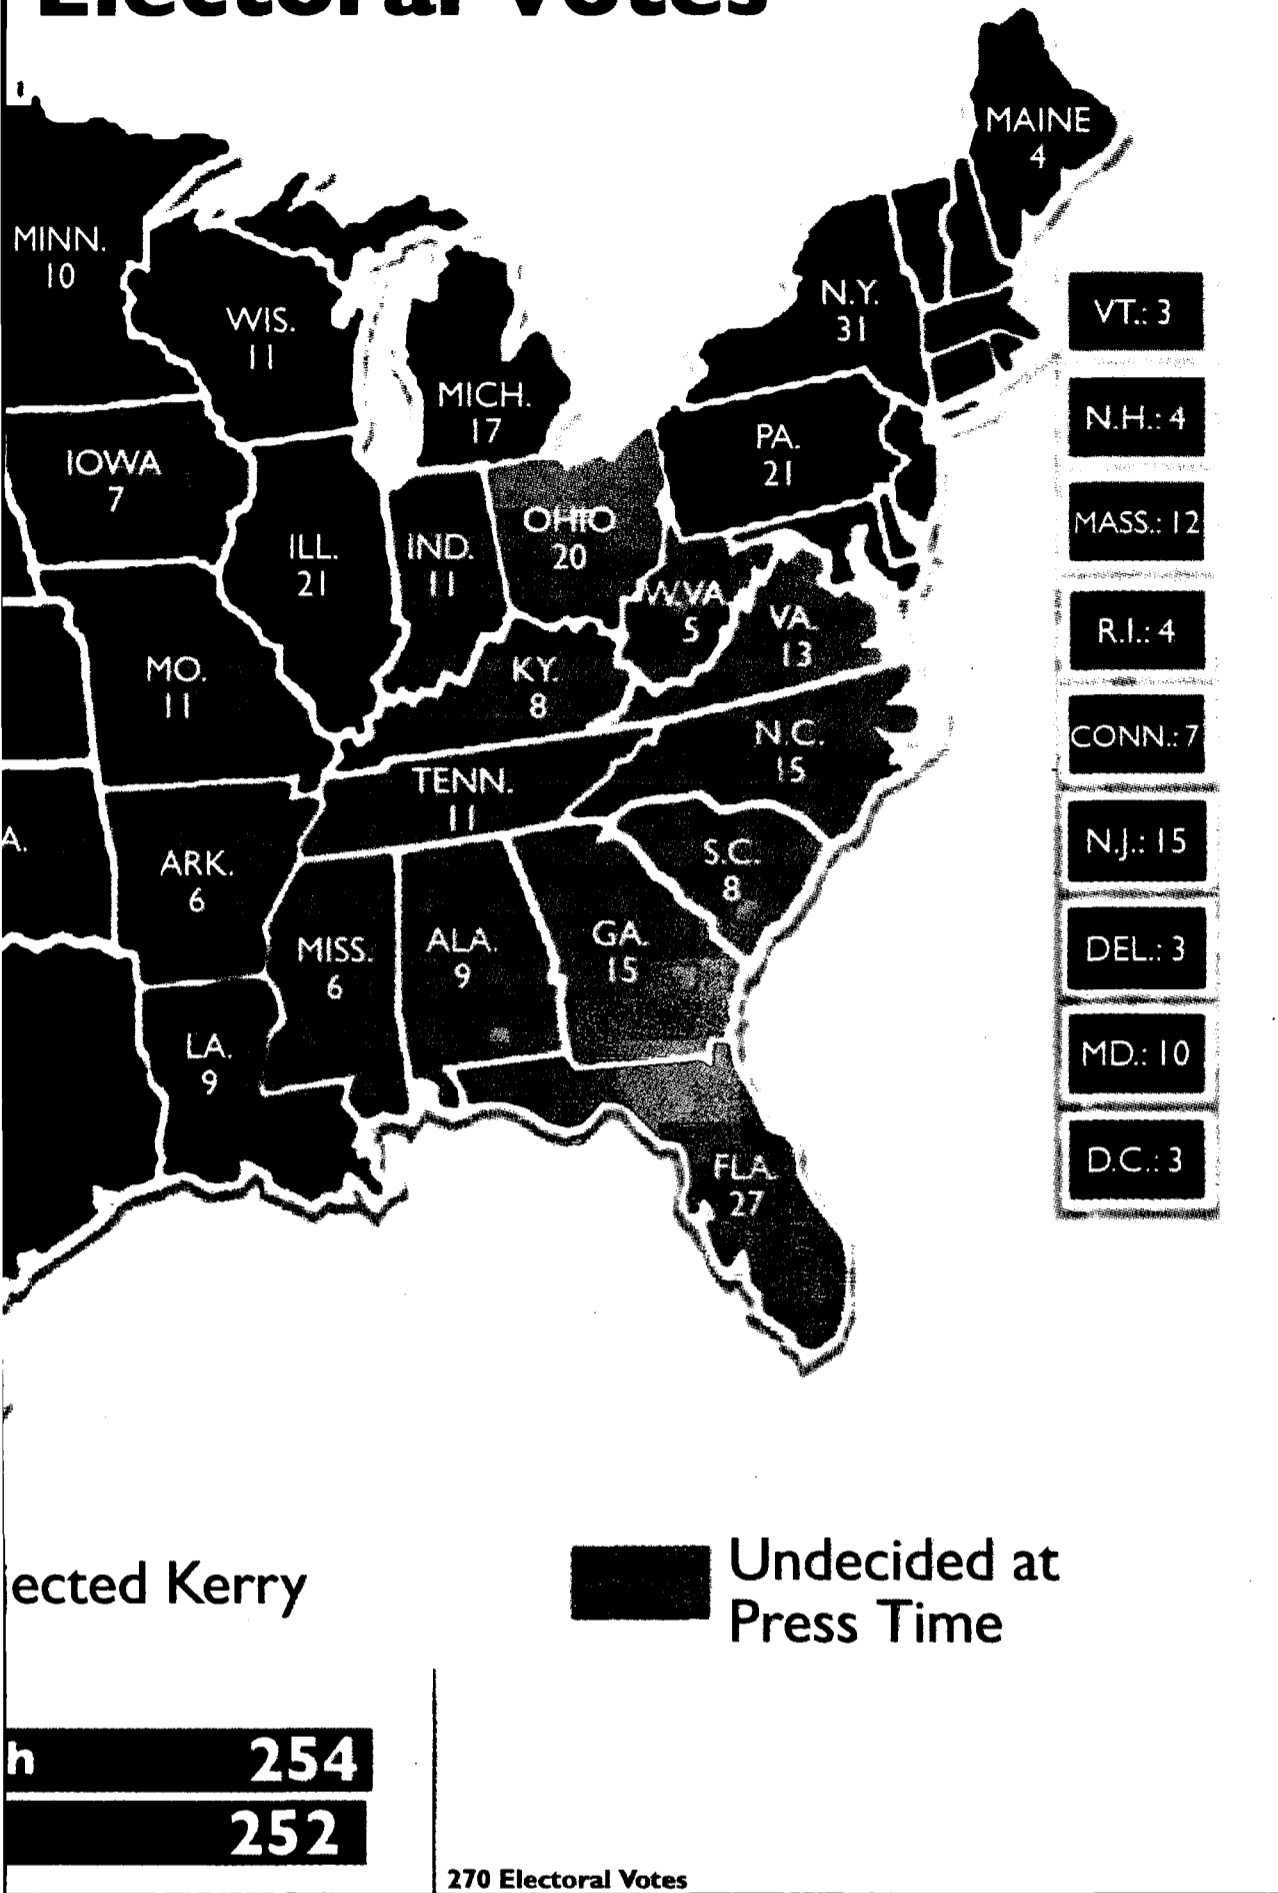 Electoral Votes
MAINE
4
MINN.
10
WIS.
11
MICH.
17
N.Y.
31
VT.: 3
N.H.: 4
MASS.: 12
R.I.: 4
CONN.: 7
N.J.: 15
DEL.: 3
MD.: 10
D.C.: 3
IOWA
7
ILL.
21
IND.
11
OHIO
20
PA.
21
W.VA
5
VA.
13
MO.
11
KY.
8
N.C.
15
TENN.
11
A.
ARK.
6
S.C.
8
MISS.
6
ALA.
9
GA.
15
LA.
9
FLA.
27
ected Kerry
Undecided at
Press Time
h 254
252
270 Electoral Votes